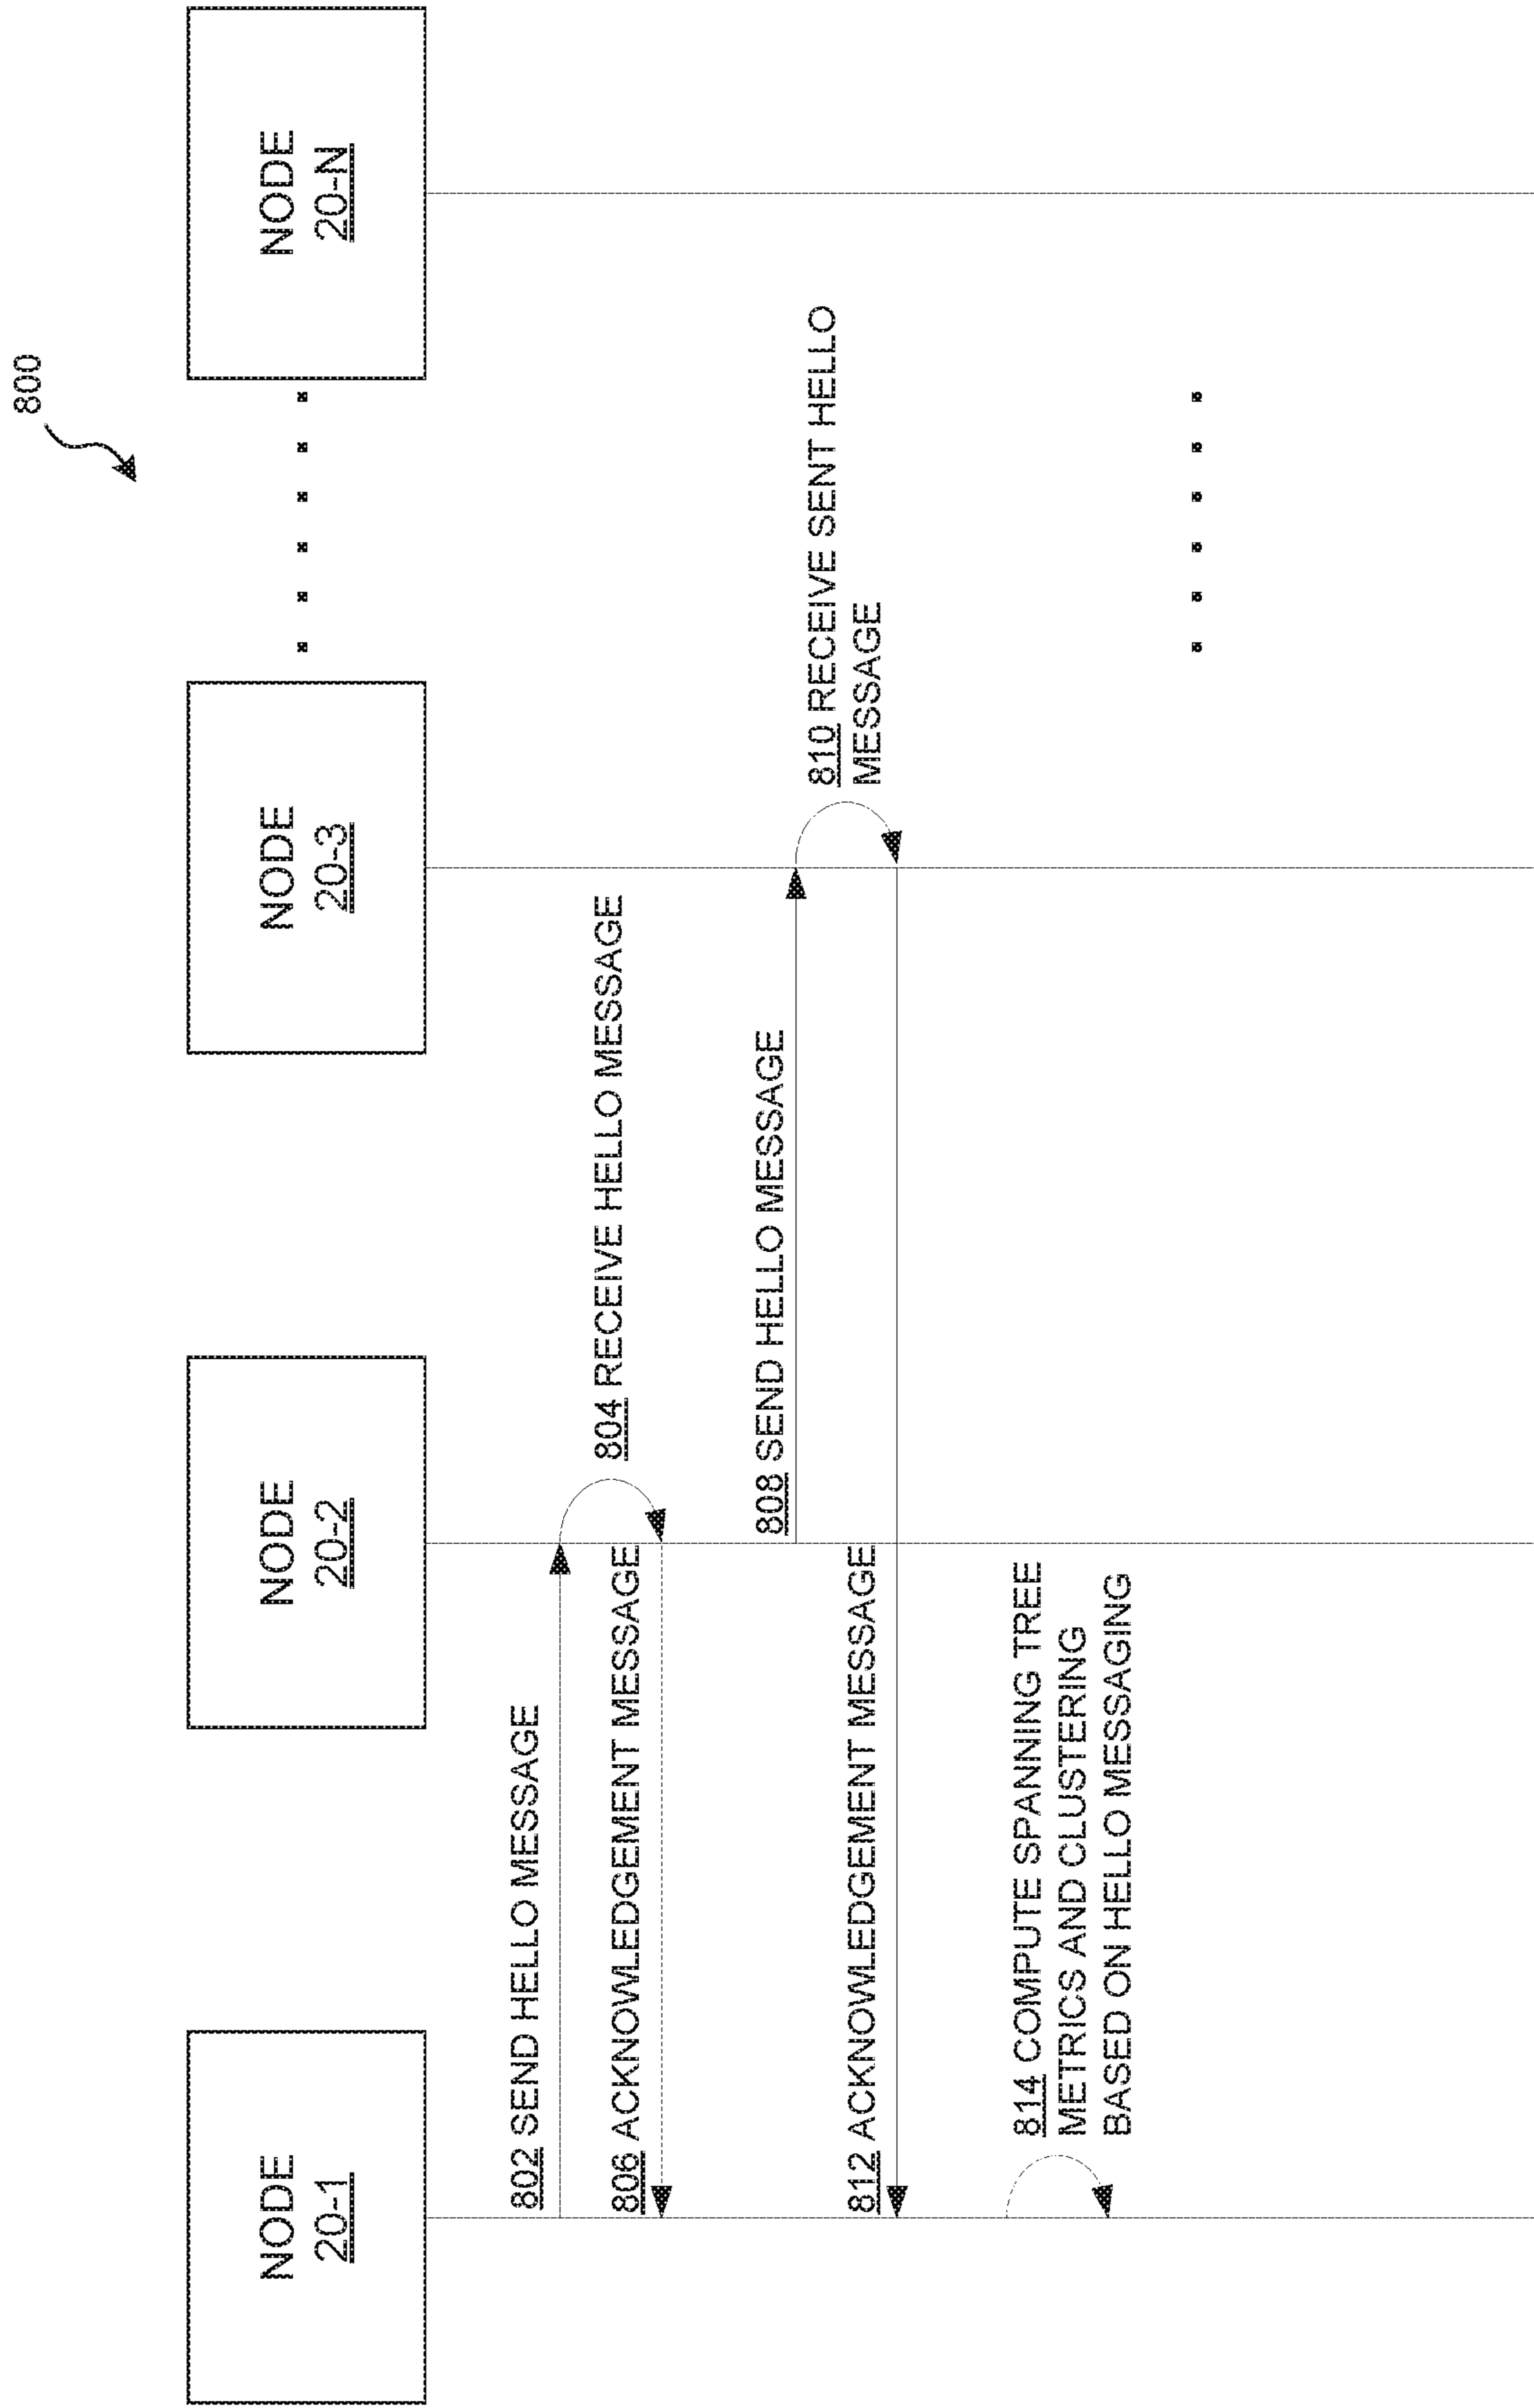 800
NODE
20-1
NODE
20-2
NODE
20-3
NODE
20-N
802 SEND HELLO MESSAGE
804 RECEIVE HELLO MESSAGE
806 ACKNOWLEDGEMENT MESSAGE
808 SEND HELLO MESSAGE
810 RECEIVE SENT HELLO
MESSAGE
812 ACKNOWLEDGEMENT MESSAGE
814 COMPUTE SPANNING TREE
METRICS AND CLUSTERING
BASED ON HELLO MESSAGING